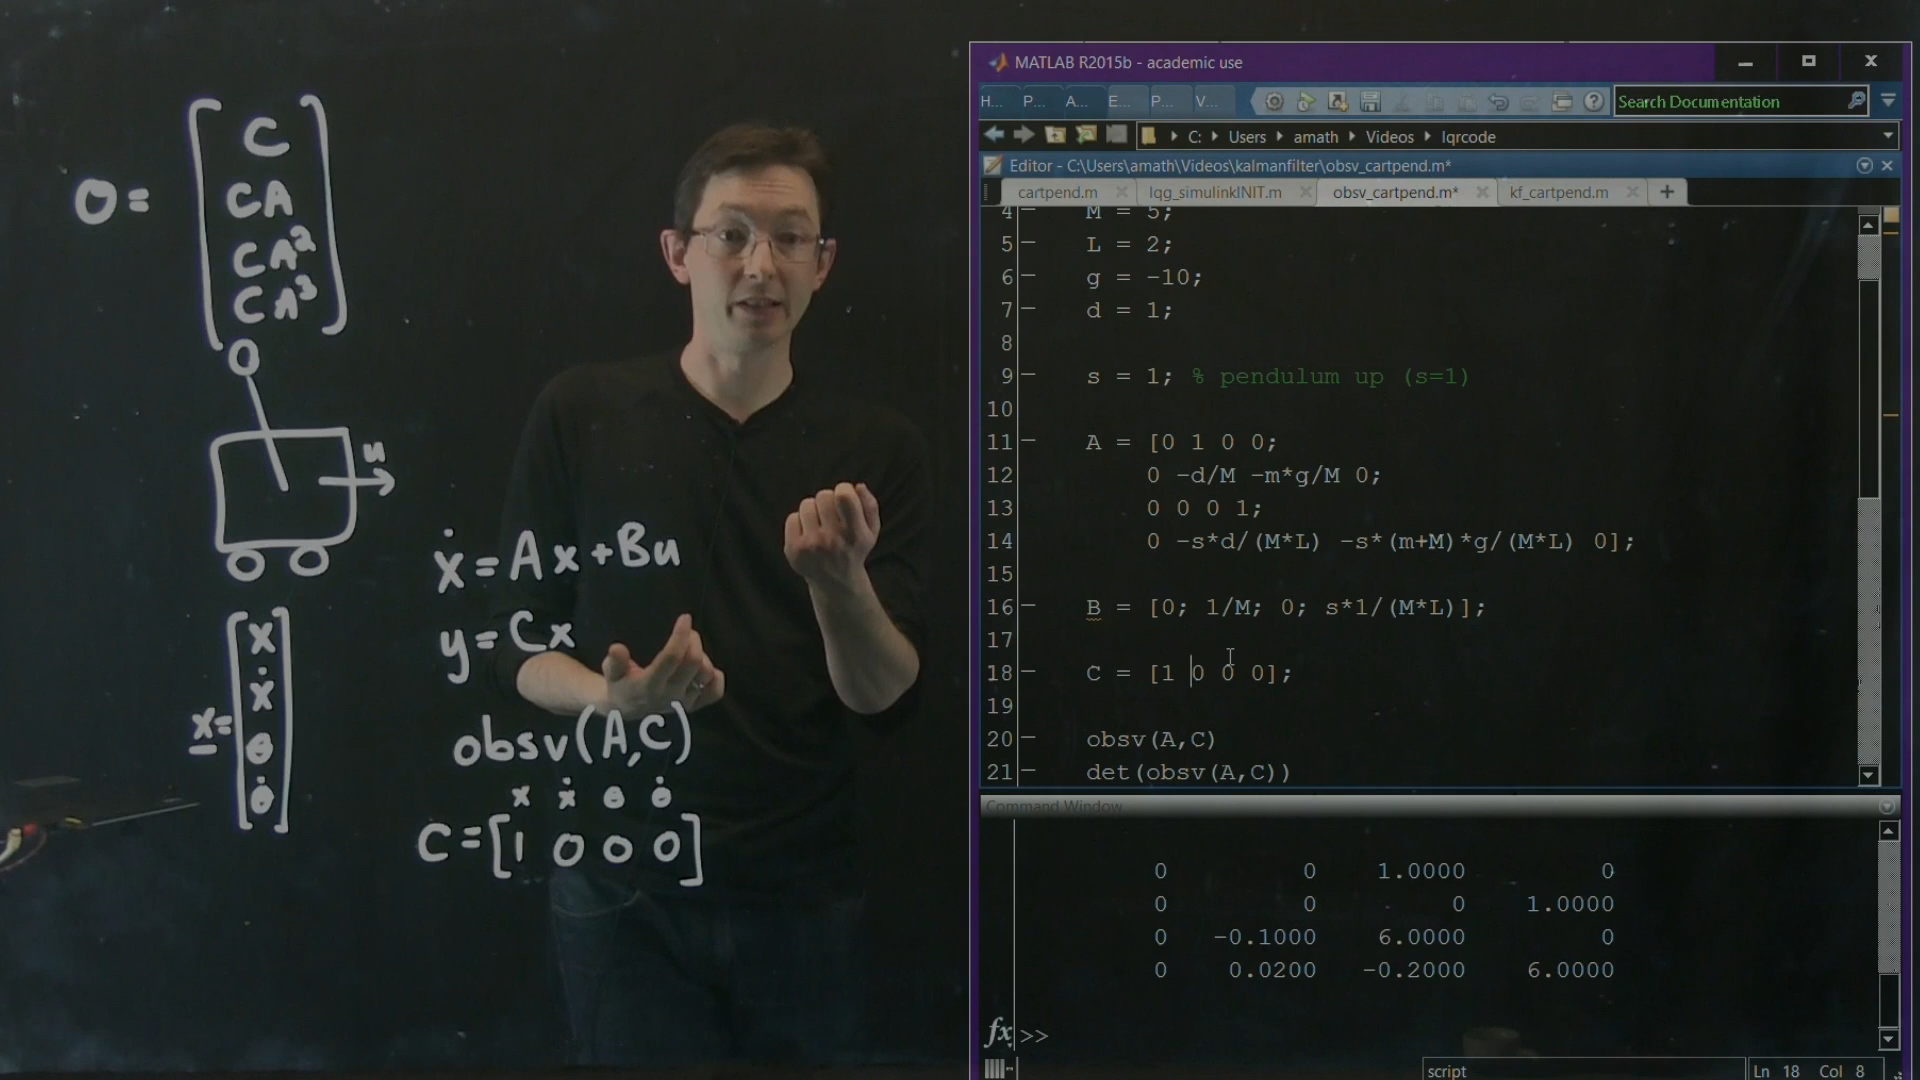 O = [ C
CA
CA²
CA³ ]
u
x = [ x
ẋ
θ
θ̇ ]
ẋ = Ax + Bu
y = Cx
obsv(A,C)
x ẋ θ θ̇
C = [1 0 0 0]
MATLAB R2015b - academic use
H... P... A... E... P... V...
Search Documentation
C: Users amath Videos lqrcode
Editor - C:\Users\amath\Videos\kalmanfilter\obsv_cartpend.m*
cartpend.m lqg_simulinkINIT.m obsv_cartpend.m* kf_cartpend.m
4 M = 5;
5 L = 2;
6 g = -10;
7 d = 1;
8
9 s = 1; % pendulum up (s=1)
10
11 A = [0 1 0 0;
12 0 -d/M -m*g/M 0;
13 0 0 0 1;
14 0 -s*d/(M*L) -s*(m+M)*g/(M*L) 0];
15
16 B = [0; 1/M; 0; s*1/(M*L)];
17
18 C = [1 0 0 0];
19
20 obsv(A,C)
21 det(obsv(A,C))
Command Window
0 0 1.0000 0
0 0 0 1.0000
0 -0.1000 6.0000 0
0 0.0200 -0.2000 6.0000
fx >>
script Ln 18 Col 8